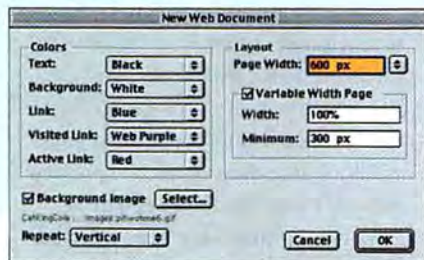 New Web Document
Colors
Text: Black
Background: White
Link: Blue
Visited Link: Web Purple
Active Link: Red
Background Image Select...
Repeat: Vertical
Layout
Page Width: 600 px
Variable Width Page
Width: 100%
Minimum: 300 px
Cancel OK